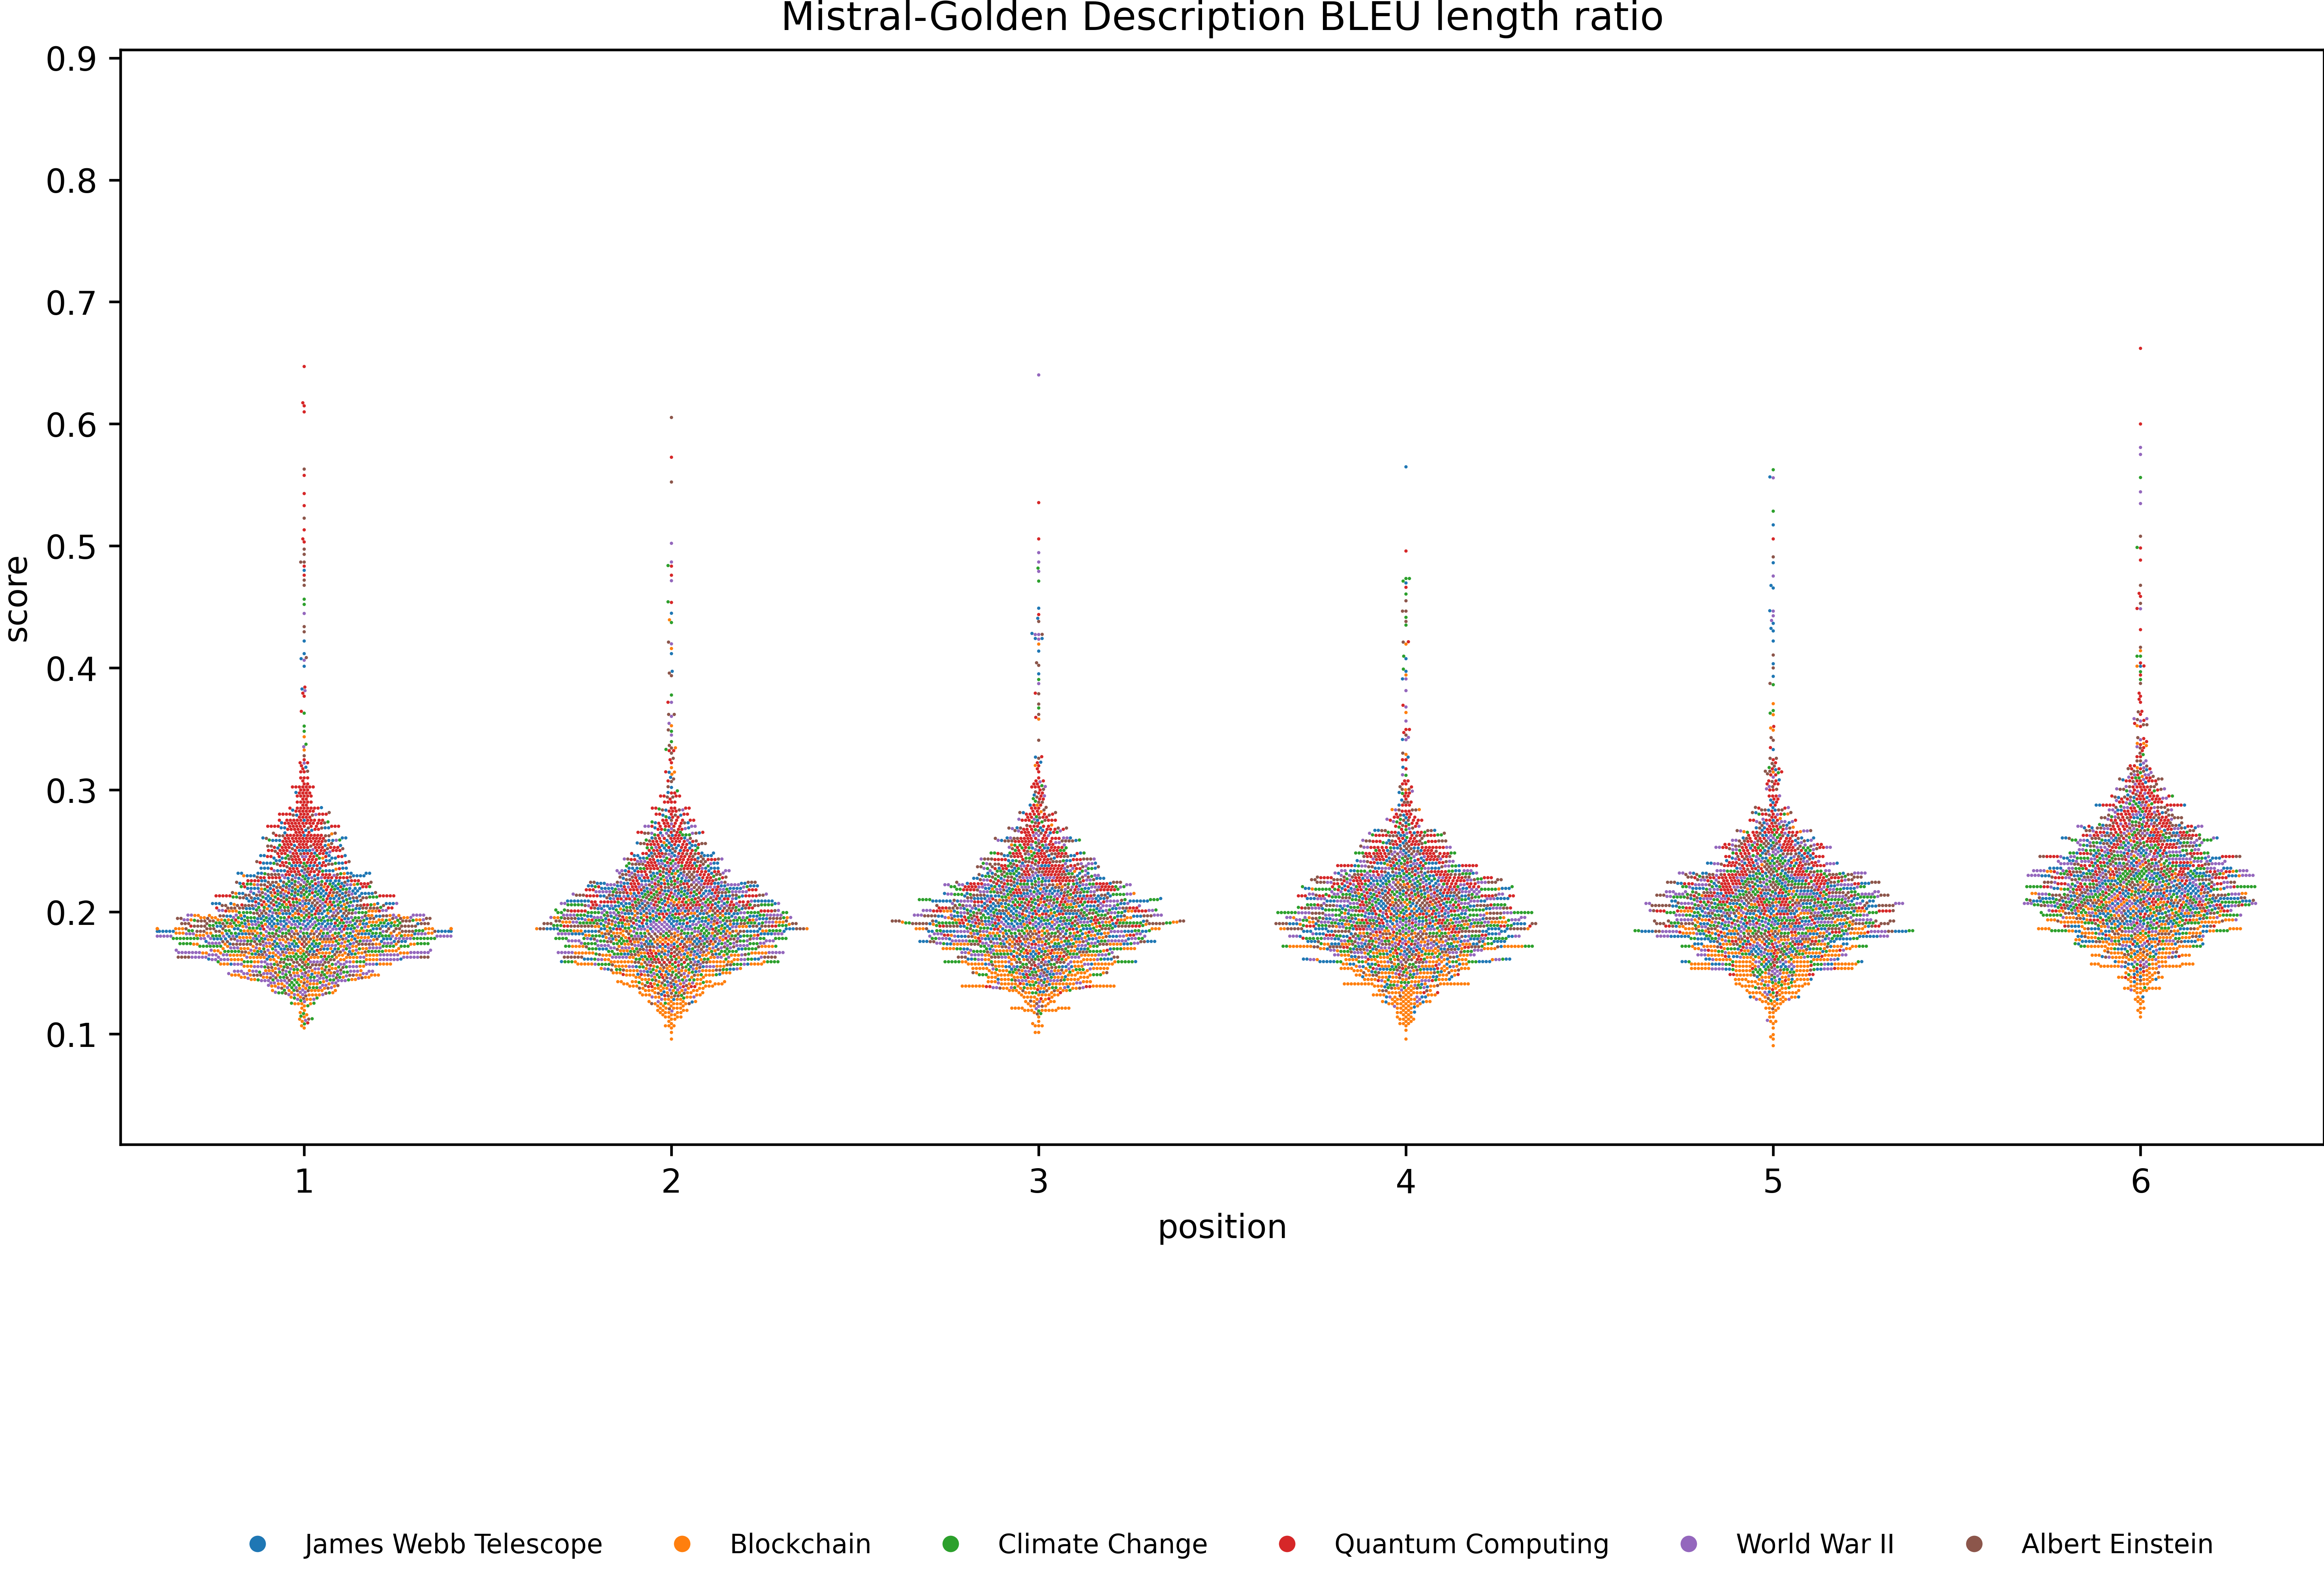 Mistral-Golden Description BLEU length ratio
0.9
0.8
0.7
0.6
0.5
0.4
0.3
0.2
0.1
score
1 2 3 4 5 6
position
James Webb Telescope Blockchain Climate Change Quantum Computing World War II Albert Einstein